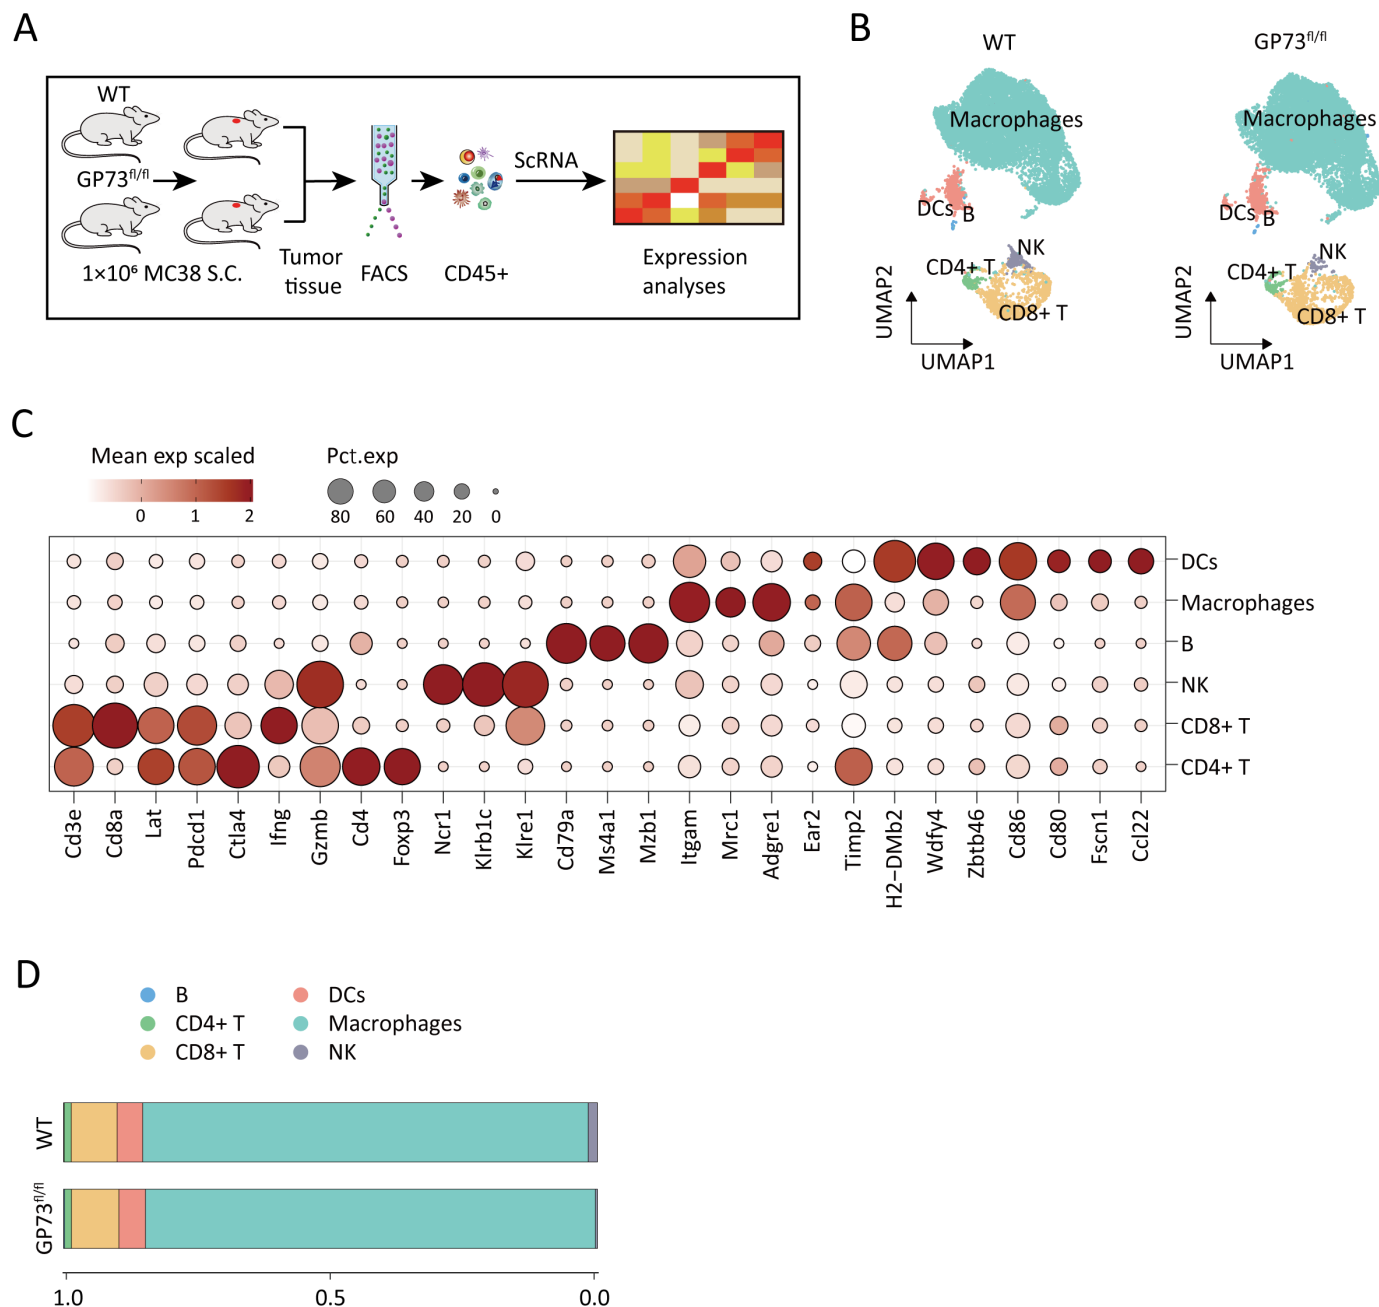 A
WT
GP73fl/fl
1×10⁶ MC38 S.C.
Tumor
tissue
FACS
CD45+
ScRNA
Expression
analyses
B
WT
Macrophages
DCs
B
NK
CD4+ T
CD8+ T
UMAP2
UMAP1
GP73fl/fl
Macrophages
DCs
B
NK
CD4+ T
CD8+ T
UMAP2
UMAP1
C
Mean exp scaled
0 1 2
Pct.exp
80 60 40 20 0
DCs
Macrophages
B
NK
CD8+ T
CD4+ T
Cd3e
Cd8a
Lat
Pdcd1
Ctla4
Ifng
Gzmb
Cd4
Foxp3
Ncr1
Klrb1c
Klre1
Cd79a
Ms4a1
Mzb1
Itgam
Mrc1
Adgre1
Ear2
Timp2
H2−DMb2
Wdfy4
Zbtb46
Cd86
Cd80
Fscn1
Ccl22
D
B
CD4+ T
CD8+ T
DCs
Macrophages
NK
WT
GP73fl/fl
1.0 0.5 0.0